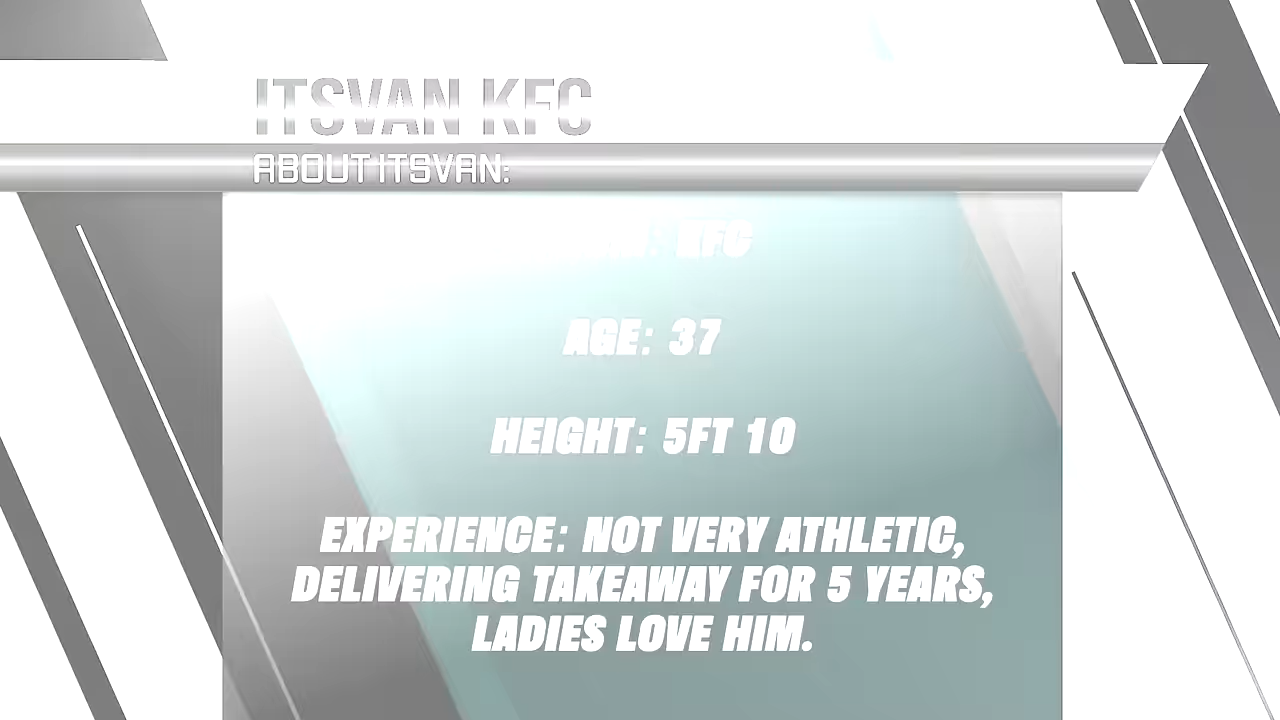 ITSVAN KFC
ABOUT ITSVAN:
KFC
AGE: 37
HEIGHT: 5FT 10
EXPERIENCE: NOT VERY ATHLETIC,
DELIVERING TAKEAWAY FOR 5 YEARS,
LADIES LOVE HIM.